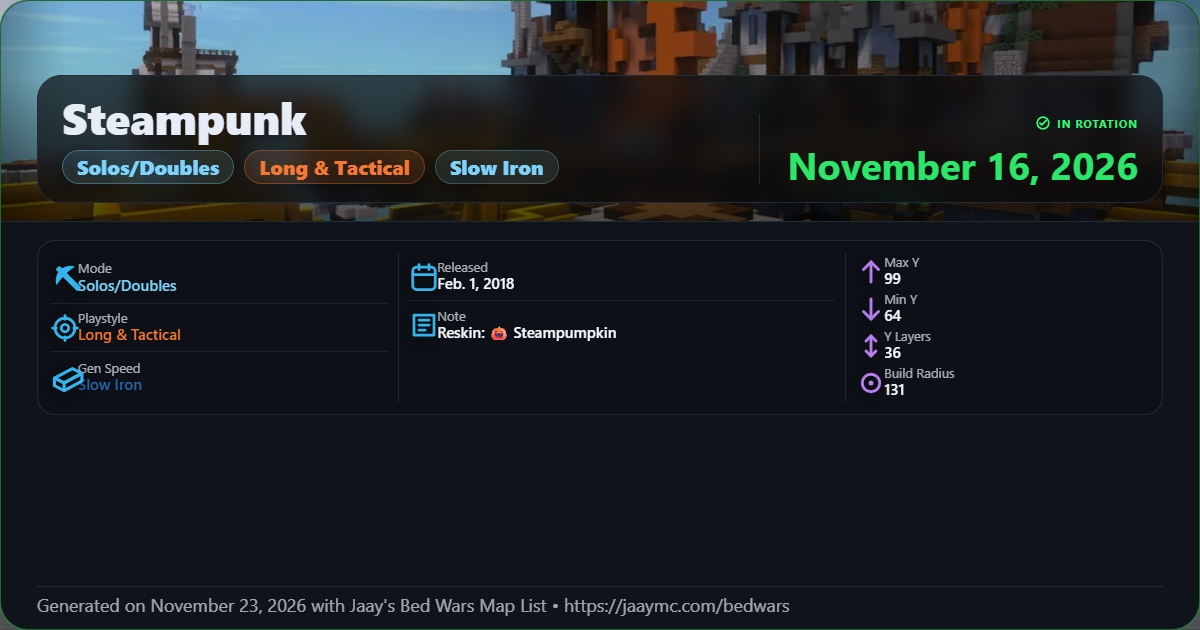 Steampunk
Solos/Doubles Long & Tactical Slow Iron
IN ROTATION
November 16, 2026
Mode
Solos/Doubles
Playstyle
Long & Tactical
Gen Speed
Slow Iron
Released
Feb. 1, 2018
Note
Reskin: 🎃 Steampumpkin
Max Y
99
Min Y
64
Y Layers
36
Build Radius
131
Generated on November 23, 2026 with Jaay's Bed Wars Map List • https://jaaymc.com/bedwars